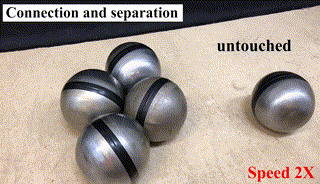 Connection and separation
untouched
Speed 2X